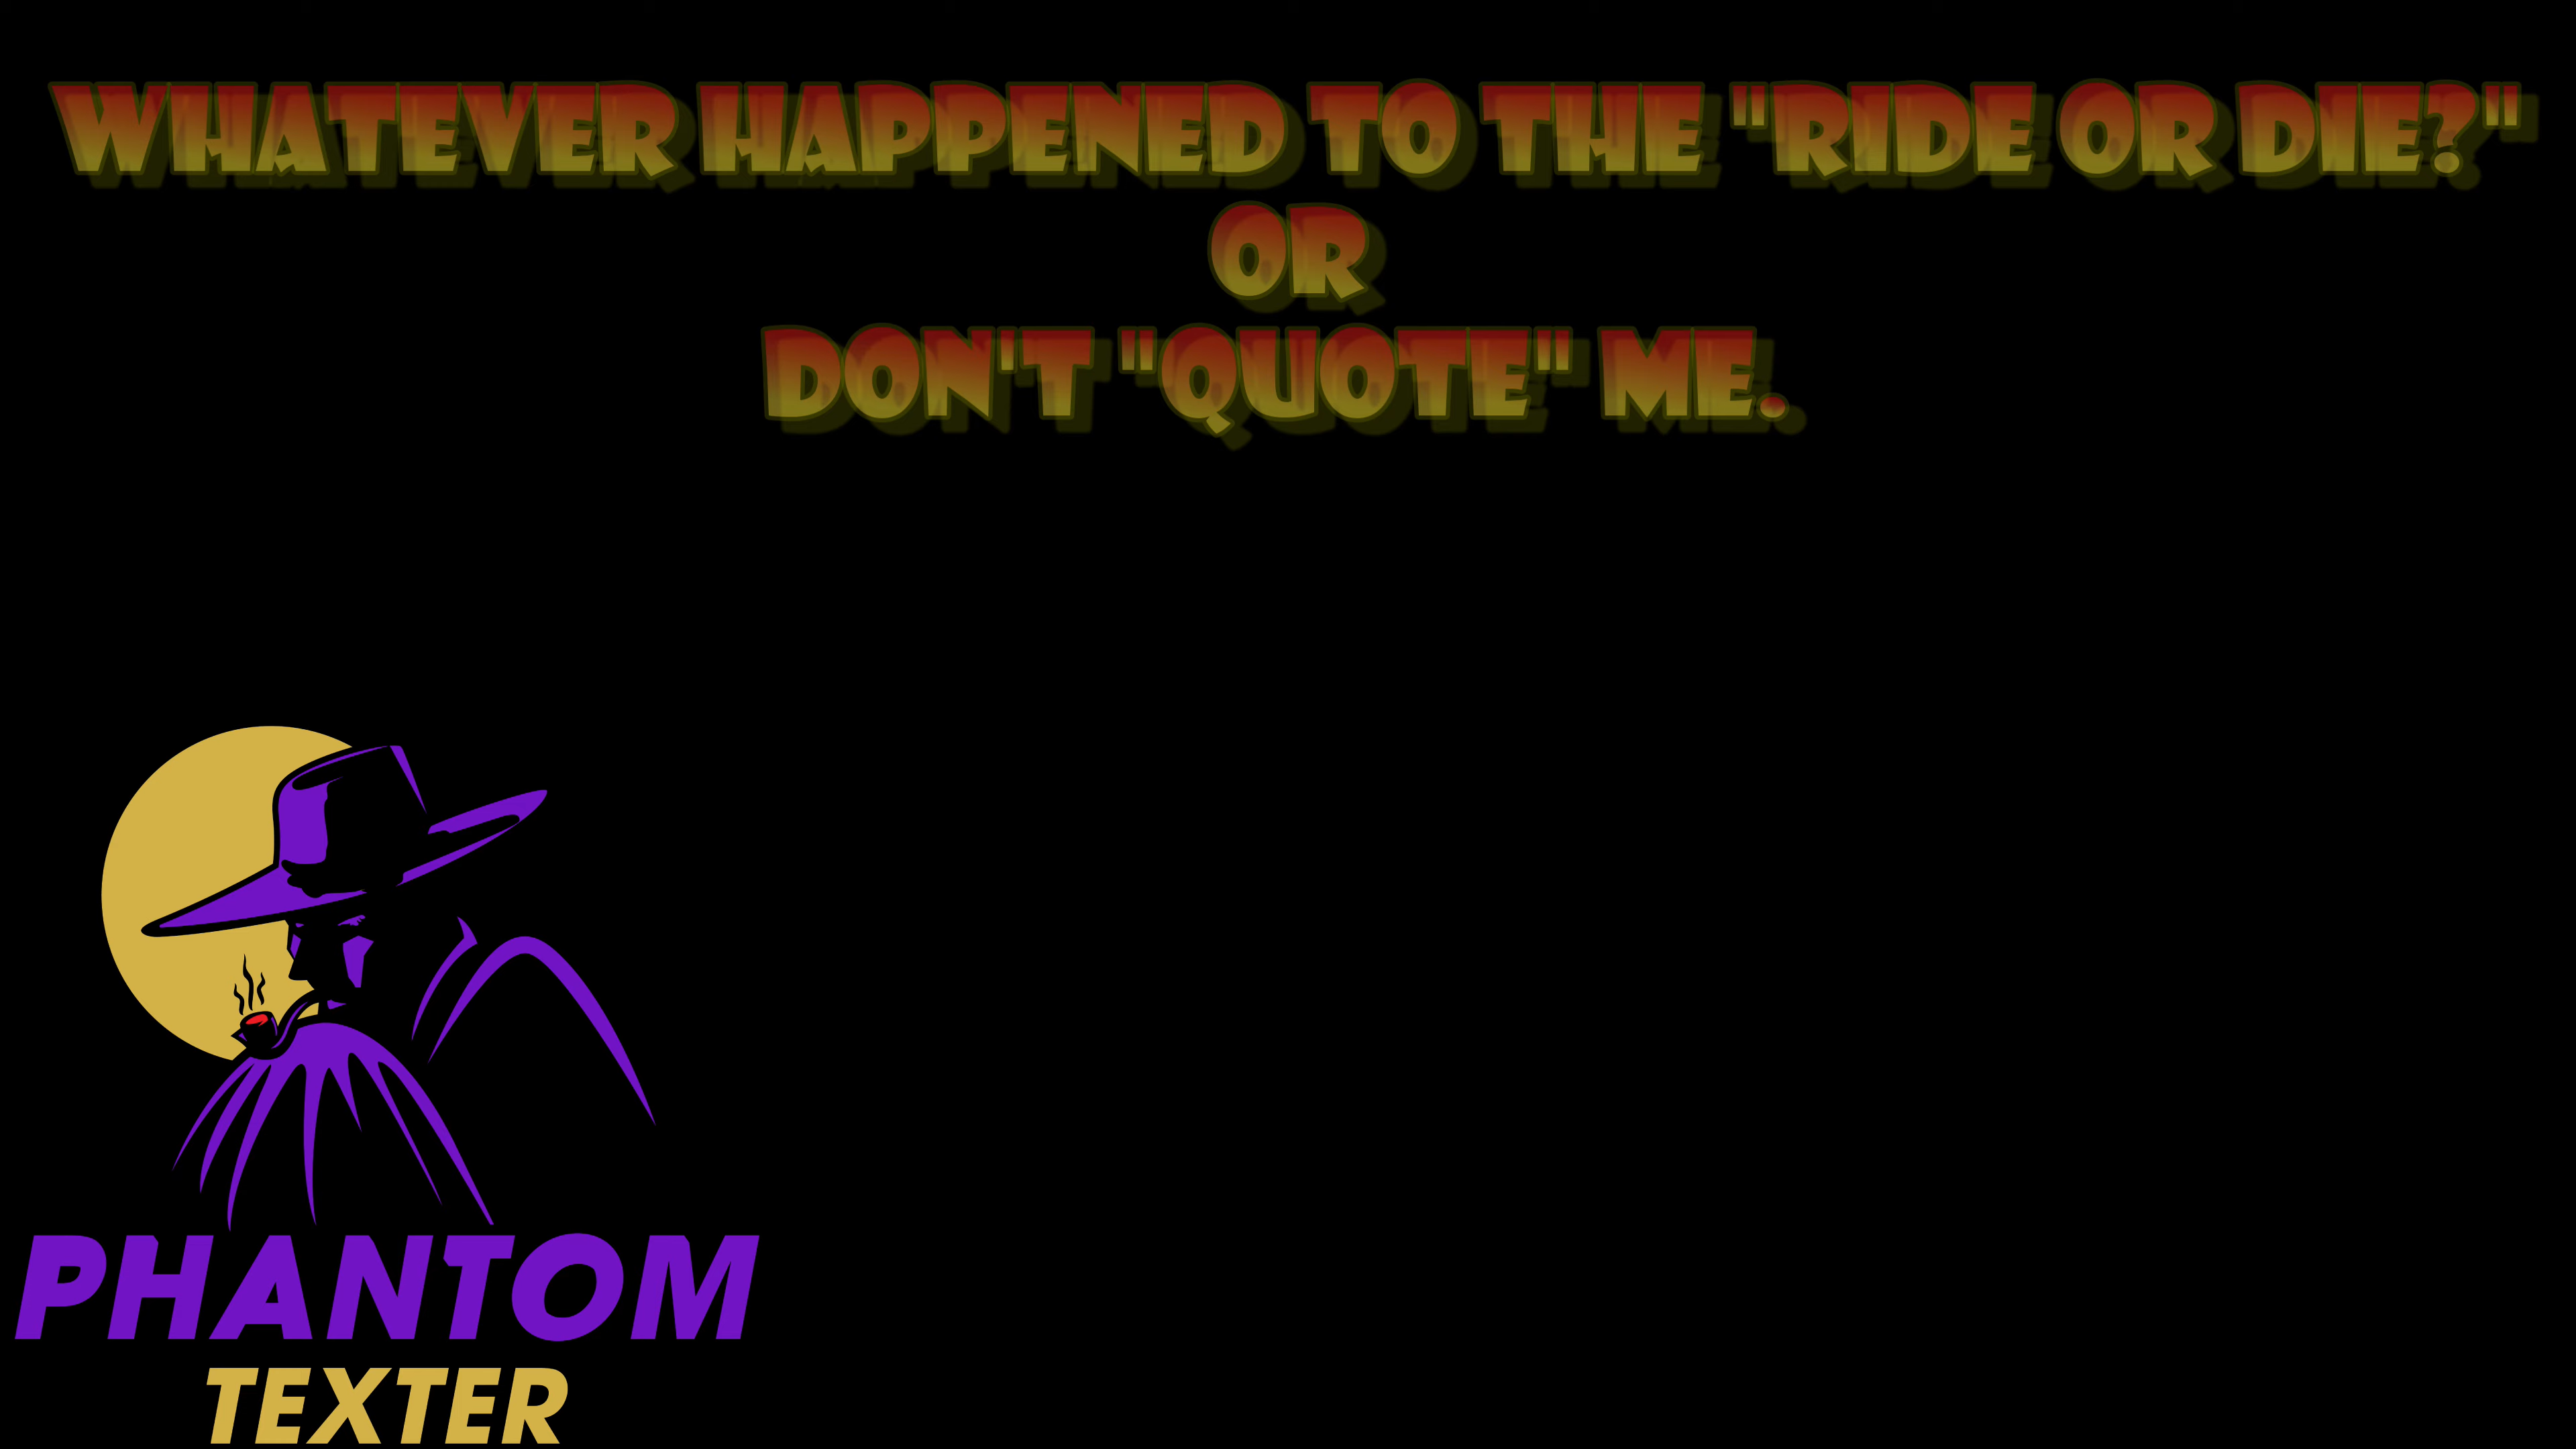 WHATEVER HAPPENED TO THE "RIDE OR DIE?"
OR
DON'T "QUOTE" ME.
PHANTOM
TEXTER